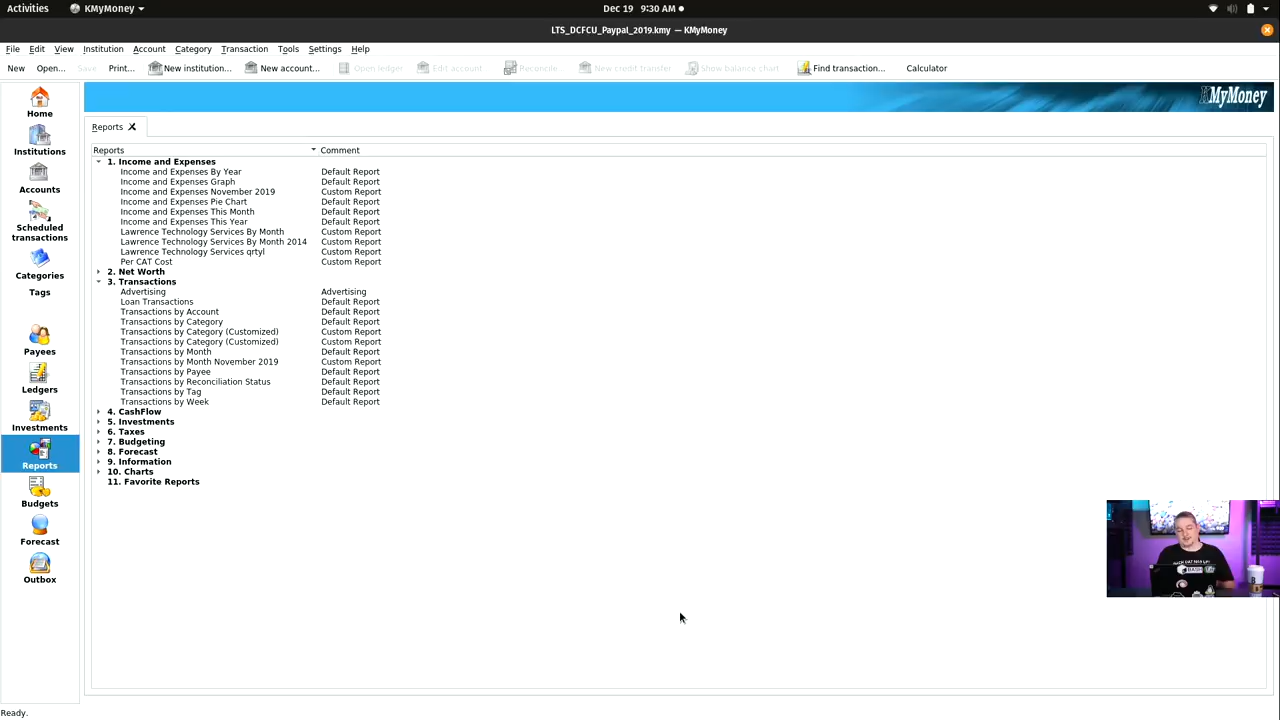 Activities KMyMoney Dec 19 9:30 AM
LTS_DCFCU_Paypal_2019.kmy — KMyMoney
File Edit View Institution Account Category Transaction Tools Settings Help
New Open... Save Print... New institution... New account... Open ledger Edit account... Reconcile... New credit transfer Show balance chart... Find transaction... Calculator
KMyMoney
Home
Institutions
Accounts
Scheduled
transactions
Categories
Tags
Payees
Ledgers
Investments
Reports
Budgets
Forecast
Outbox
Reports
Reports Comment
1. Income and Expenses
Income and Expenses By Year Default Report
Income and Expenses Graph Default Report
Income and Expenses November 2019 Custom Report
Income and Expenses Pie Chart Default Report
Income and Expenses This Month Default Report
Income and Expenses This Year Default Report
Lawrence Technology Services By Month Custom Report
Lawrence Technology Services By Month 2014 Custom Report
Lawrence Technology Services qrtyl Custom Report
Per CAT Cost Custom Report
2. Net Worth
3. Transactions
Advertising Advertising
Loan Transactions Default Report
Transactions by Account Default Report
Transactions by Category Default Report
Transactions by Category (Customized) Custom Report
Transactions by Category (Customized) Custom Report
Transactions by Month Default Report
Transactions by Month November 2019 Custom Report
Transactions by Payee Default Report
Transactions by Reconciliation Status Default Report
Transactions by Tag Default Report
Transactions by Week Default Report
4. CashFlow
5. Investments
6. Taxes
7. Budgeting
8. Forecast
9. Information
10. Charts
11. Favorite Reports
Ready.